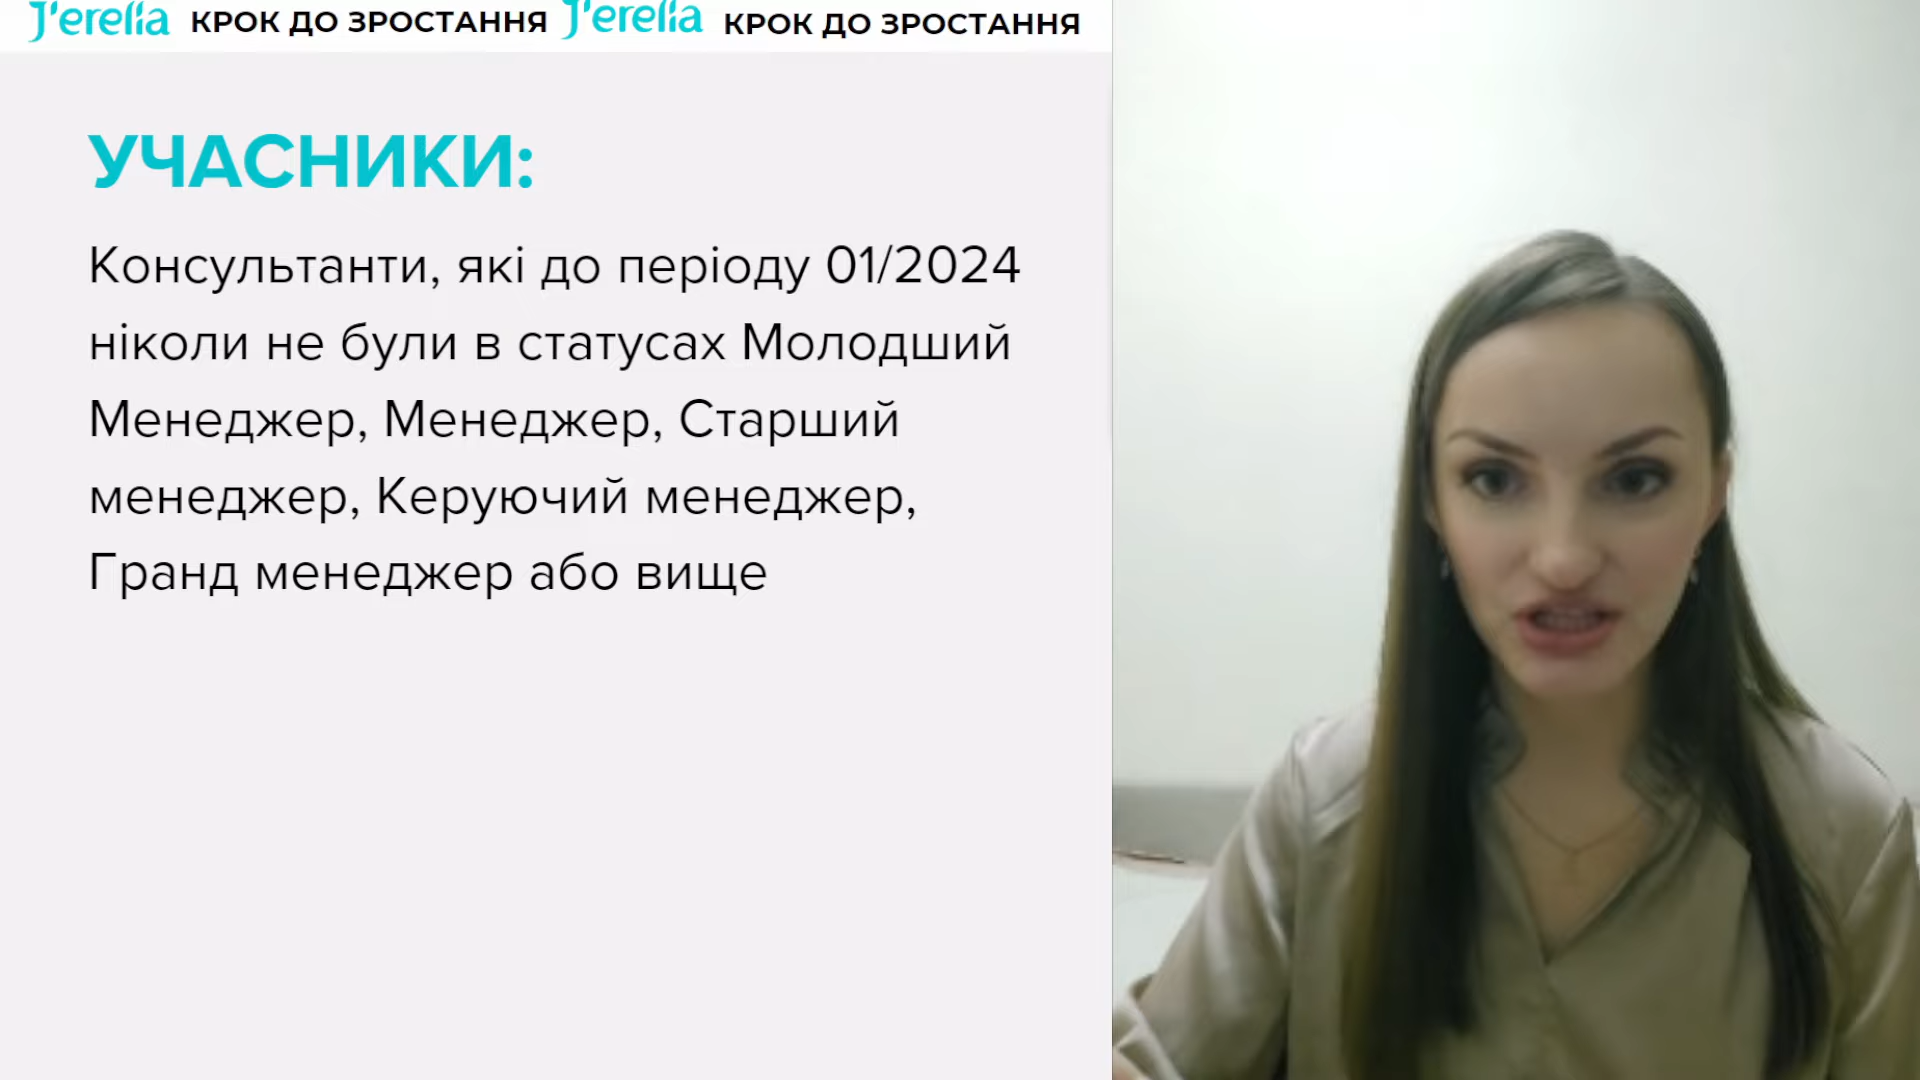 J'erelia КРОК ДО ЗРОСТАННЯ J'erelia КРОК ДО ЗРОСТАННЯ
УЧАСНИКИ:
Консультанти, які до періоду 01/2024
ніколи не були в статусах Молодший
Менеджер, Менеджер, Старший
менеджер, Керуючий менеджер,
Гранд менеджер або вище